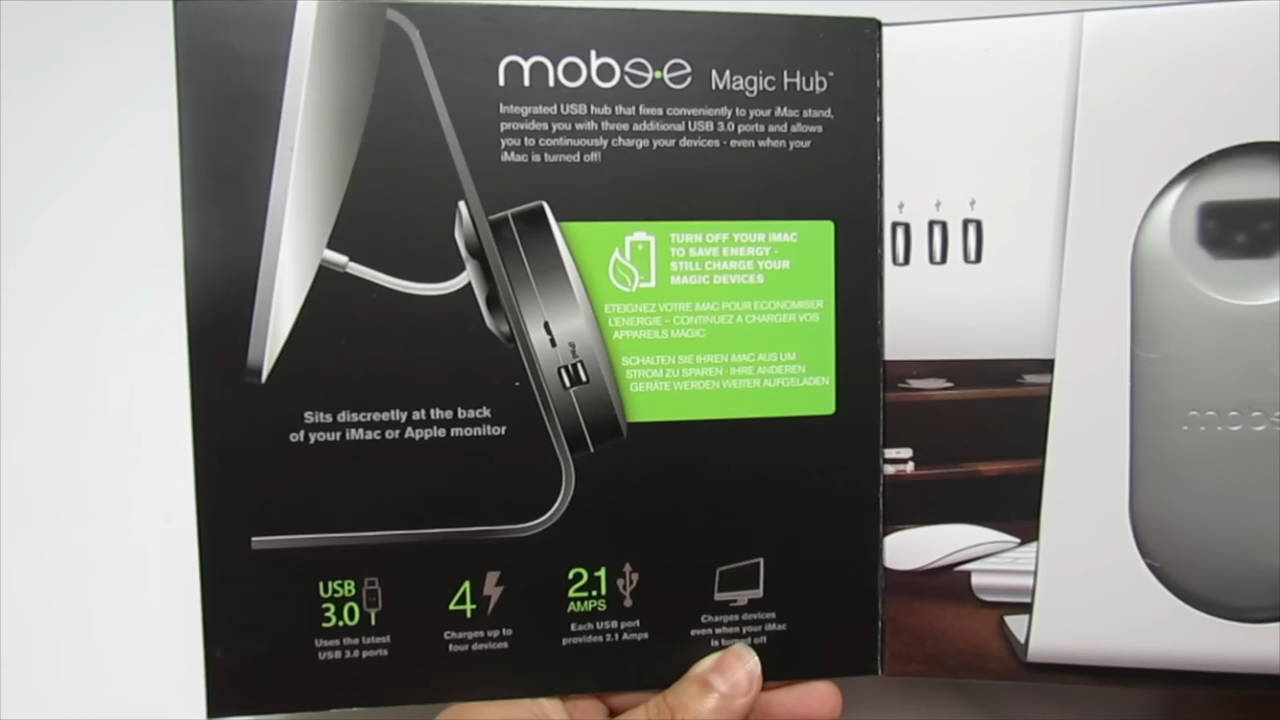 mobee Magic Hub™
Integrated USB hub that fixes conveniently to your iMac stand,
provides you with three additional USB 3.0 ports and allows
you to continuously charge your devices - even when your
iMac is turned off!
TURN OFF YOUR iMAC
TO SAVE ENERGY -
STILL CHARGE YOUR
MAGIC DEVICES
ETEIGNEZ VOTRE iMAC POUR ECONOMISER
L'ENERGIE – CONTINUEZ A CHARGER VOS
APPAREILS MAGIC
SCHALTEN SIE IHREN iMAC AUS UM
STROM ZU SPAREN - IHRE ANDEREN
GERÄTE WERDEN WEITER AUFGELADEN
Sits discreetly at the back
of your iMac or Apple monitor
USB
3.0
Uses the latest
USB 3.0 ports
4
Charges up to
four devices
2.1
AMPS
Each USB port
provides 2.1 Amps
Charges devices
even when your iMac
is turned off
mobe